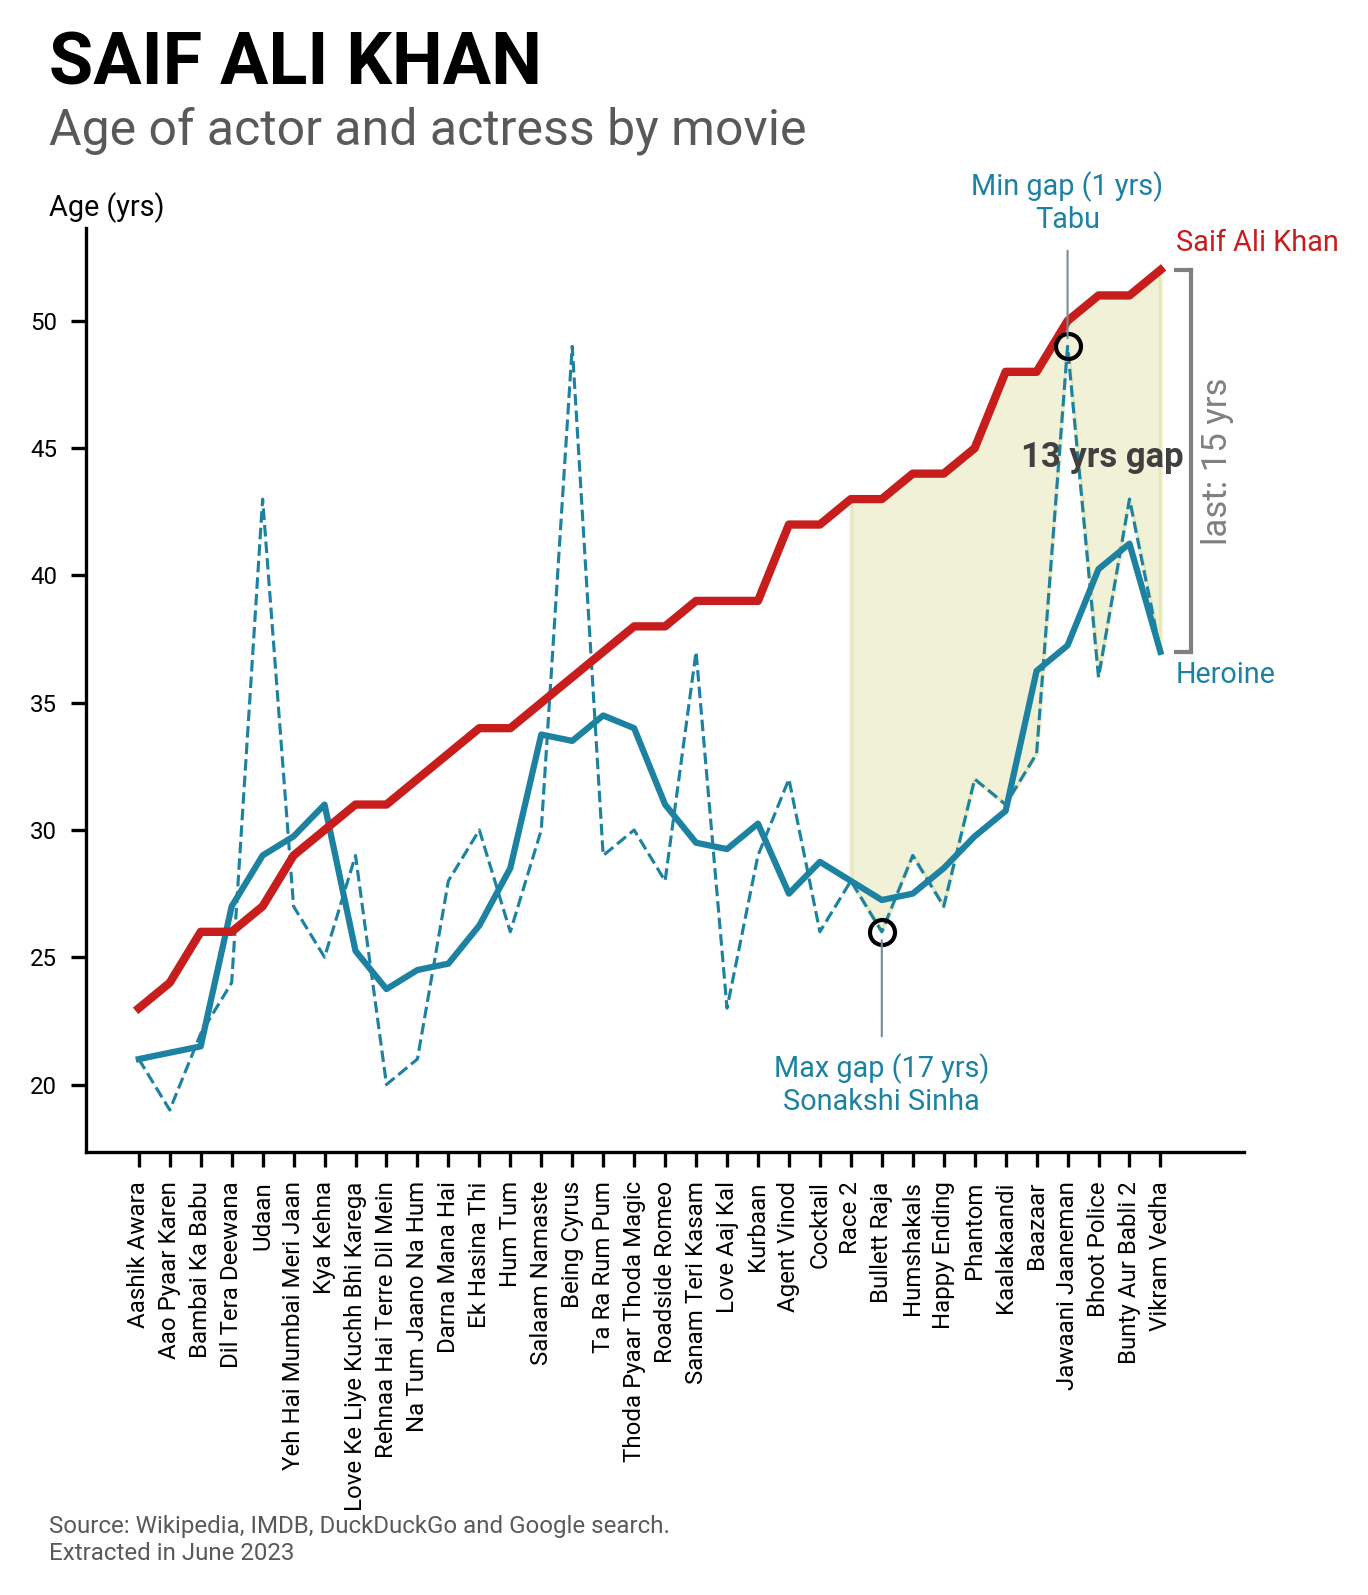 SAIF ALI KHAN
Age of actor and actress by movie
Age (yrs)
Min gap (1 yrs)
Tabu
Saif Ali Khan
50
45
40
35
30
25
20
13 yrs gap
last: 15 yrs
Heroine
Max gap (17 yrs)
Sonakshi Sinha
Aashik Awara
Aao Pyaar Karen
Bambai Ka Babu
Dil Tera Deewana
Udaan
Yeh Hai Mumbai Meri Jaan
Kya Kehna
Love Ke Liye Kuchh Bhi Karega
Rehnaa Hai Terre Dil Mein
Na Tum Jaano Na Hum
Darna Mana Hai
Ek Hasina Thi
Hum Tum
Salaam Namaste
Being Cyrus
Ta Ra Rum Pum
Thoda Pyaar Thoda Magic
Roadside Romeo
Sanam Teri Kasam
Love Aaj Kal
Kurbaan
Agent Vinod
Cocktail
Race 2
Bullett Raja
Humshakals
Happy Ending
Phantom
Kaalakaandi
Baazaar
Jawaani Jaaneman
Bhoot Police
Bunty Aur Babli 2
Vikram Vedha
Source: Wikipedia, IMDB, DuckDuckGo and Google search.
Extracted in June 2023